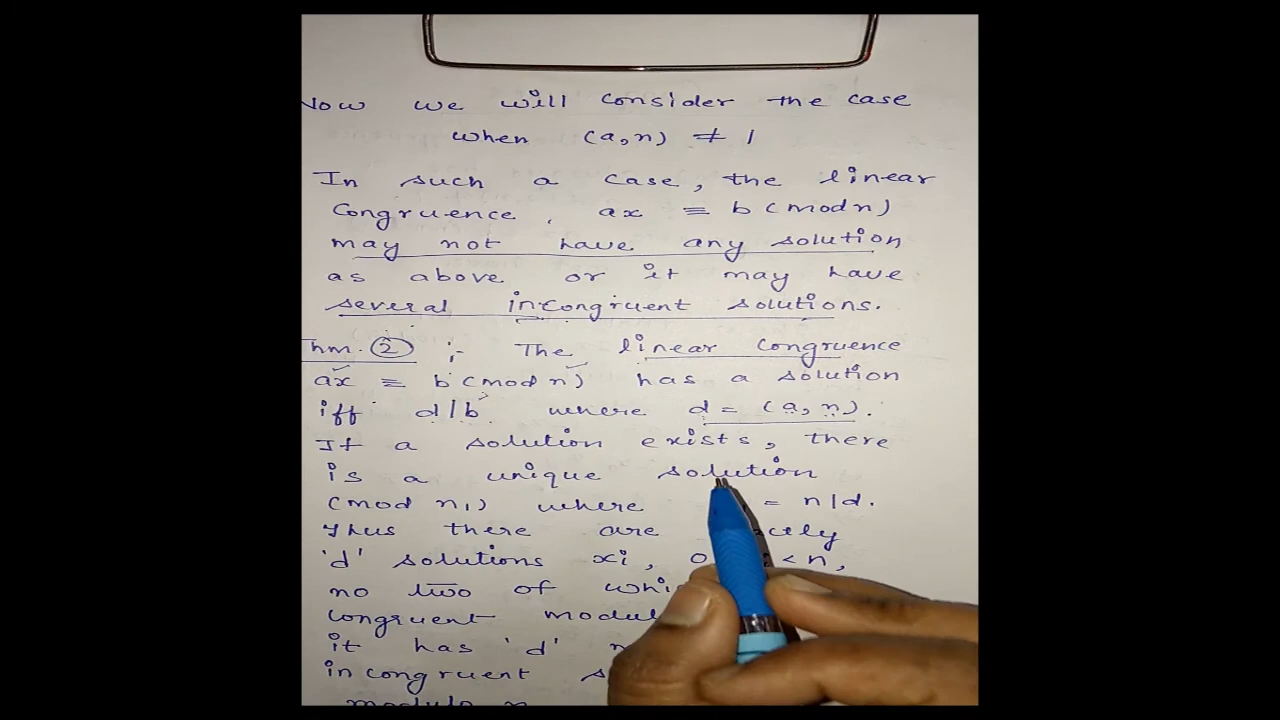 Now we will consider the case
when (a,n) ≠ 1
In such a case, the linear
Congruence, ax ≡ b (mod n)
may not have any solution
as above or it may have
several incongruent solutions.
Thm. ② :- The linear congruence
ax ≡ b (mod n) has a solution
iff d/b where d = (a, n).
If a solution exists, there
is a unique solution
(mod n₁) where = n/d.
Thus there are
'd' solutions xi, 0 < n,
no two of
congruent
it has 'd'
incongruent
modulo n